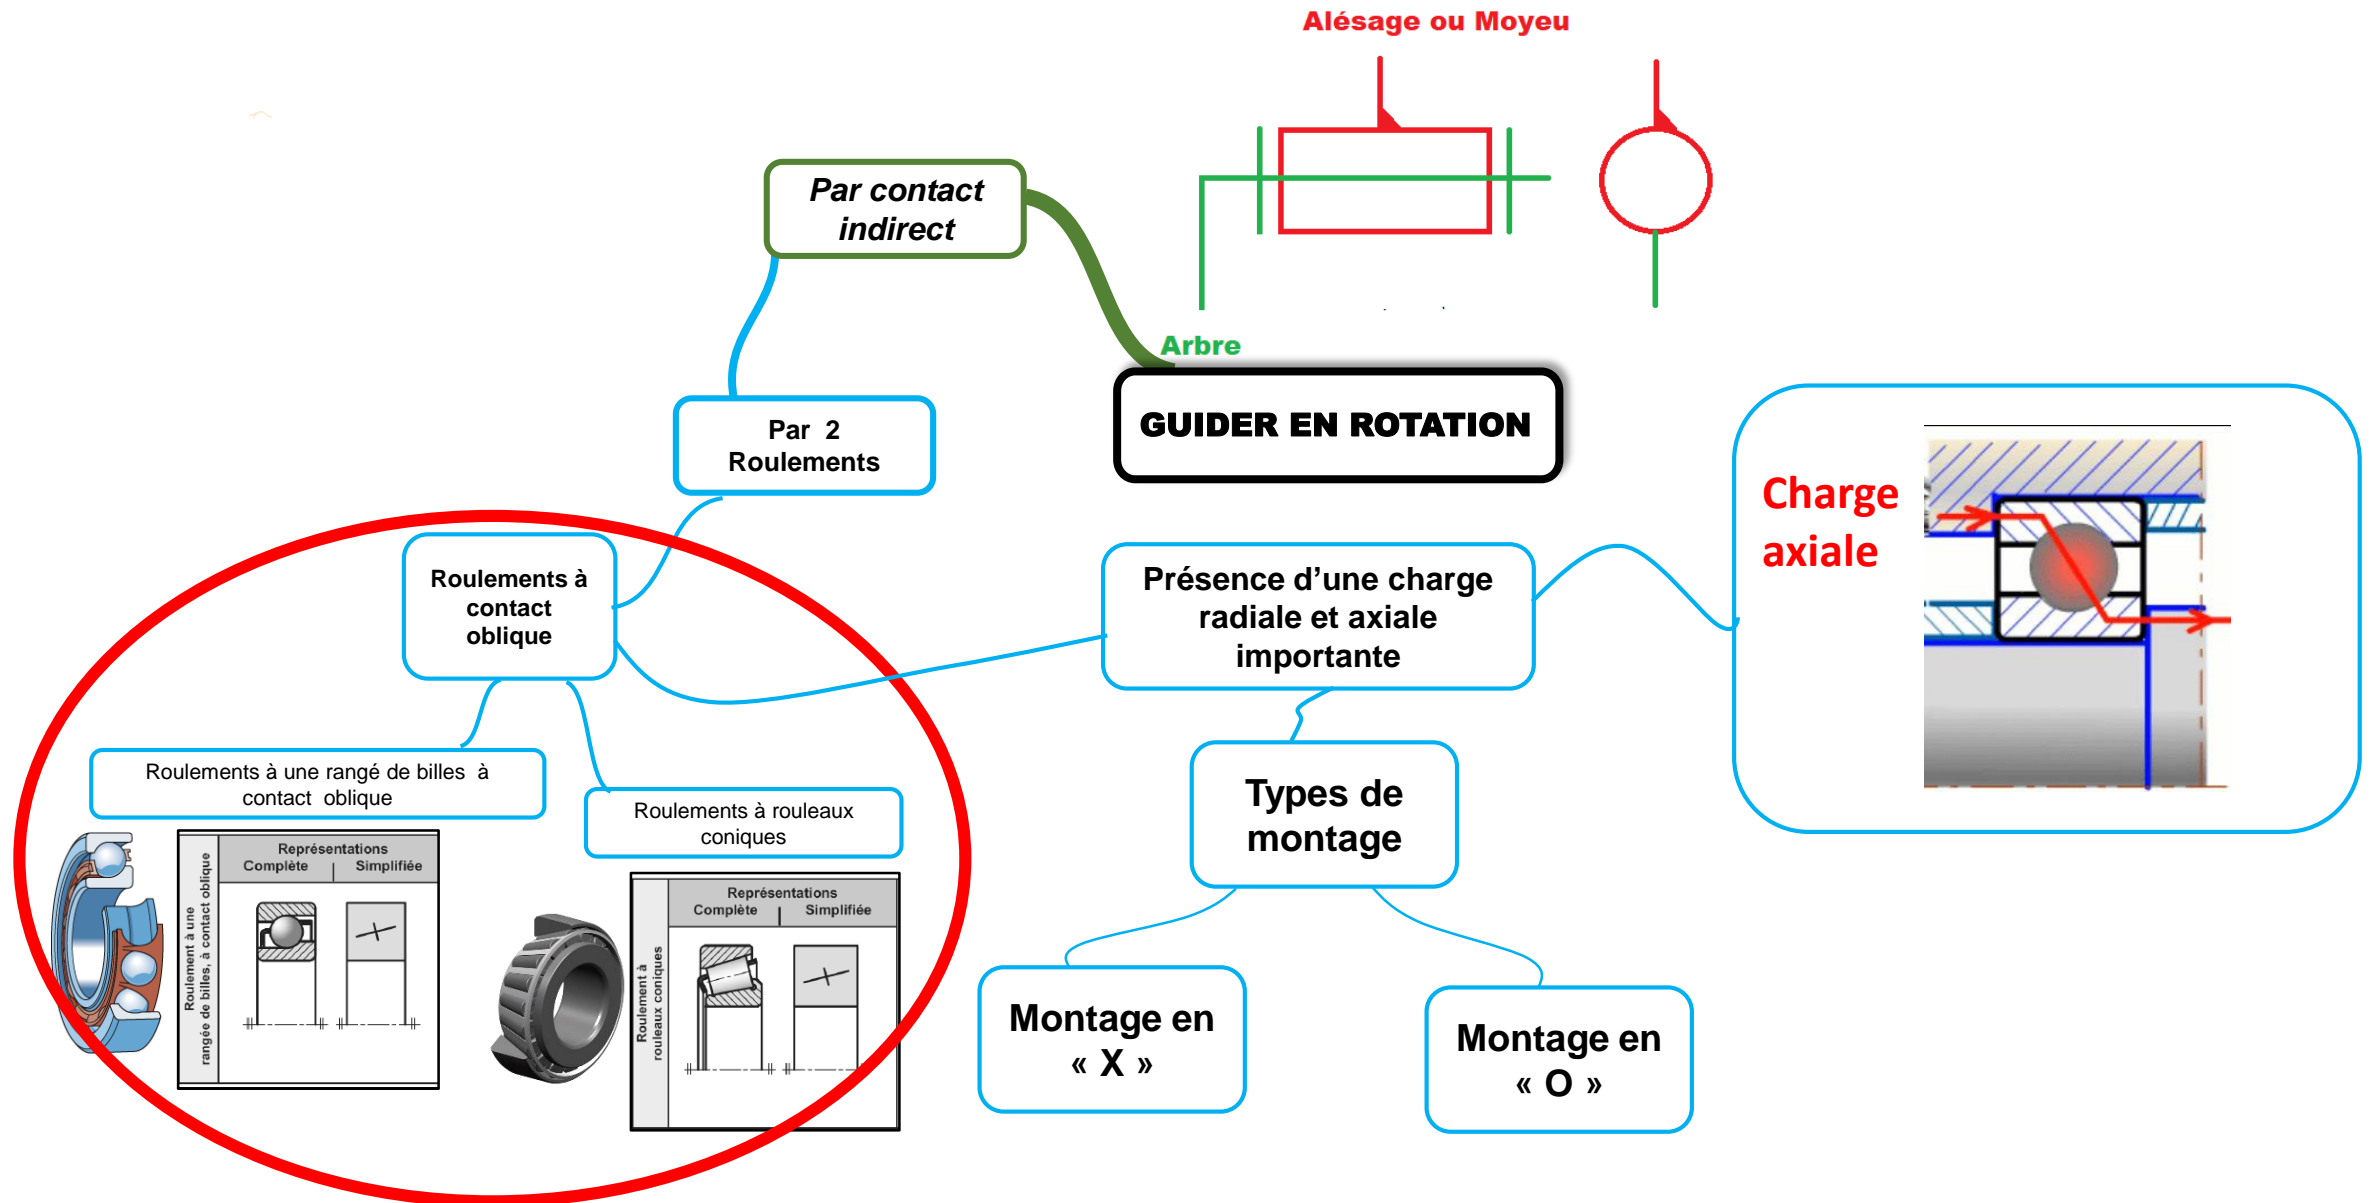 Alésage ou Moyeu
Par contact
indirect
Arbre
GUIDER EN ROTATION
Par 2
Roulements
Charge
axiale
Roulements à
contact
oblique
Présence d’une charge
radiale et axiale
importante
Roulements à une rangé de billes à
contact oblique
Roulements à rouleaux
coniques
Types de
montage
Roulement à une
rangée de billes, à contact oblique
Représentations
Complète Simplifiée
Roulement à
rouleaux coniques
Représentations
Complète Simplifiée
Montage en
« X »
Montage en
« O »